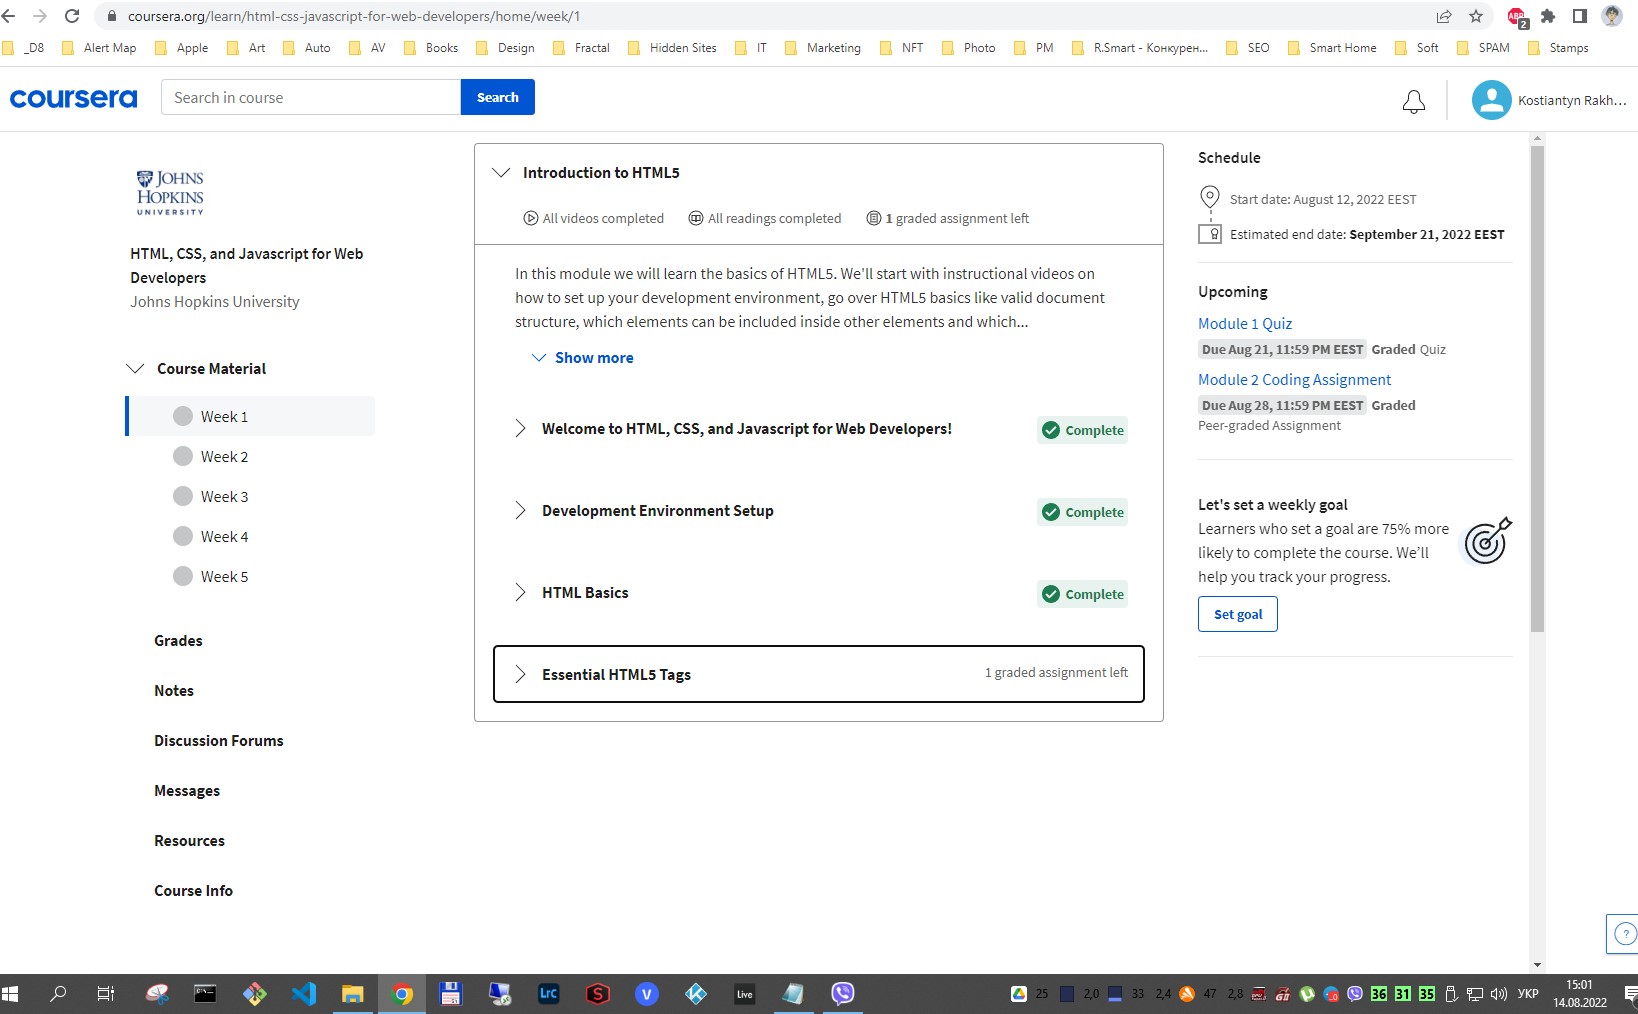 coursera.org/learn/html-css-javascript-for-web-developers/home/week/1
ABP 2
_D8 Alert Map Apple Art Auto AV Books Design Fractal Hidden Sites IT Marketing NFT Photo PM R.Smart - Конкурен... SEO Smart Home Soft SPAM Stamps
coursera
Search in course
Search
Kostiantyn Rakh...
JOHNS
HOPKINS
UNIVERSITY
HTML, CSS, and Javascript for Web
Developers
Johns Hopkins University
Course Material
Week 1
Week 2
Week 3
Week 4
Week 5
Grades
Notes
Discussion Forums
Messages
Resources
Course Info
Introduction to HTML5
All videos completed All readings completed 1 graded assignment left
In this module we will learn the basics of HTML5. We'll start with instructional videos on
how to set up your development environment, go over HTML5 basics like valid document
structure, which elements can be included inside other elements and which...
Show more
Welcome to HTML, CSS, and Javascript for Web Developers! Complete
Development Environment Setup Complete
HTML Basics Complete
Essential HTML5 Tags 1 graded assignment left
Schedule
Start date: August 12, 2022 EEST
Estimated end date: September 21, 2022 EEST
Upcoming
Module 1 Quiz
Due Aug 21, 11:59 PM EEST Graded Quiz
Module 2 Coding Assignment
Due Aug 28, 11:59 PM EEST Graded
Peer-graded Assignment
Let's set a weekly goal
Learners who set a goal are 75% more
likely to complete the course. We'll
help you track your progress.
Set goal
?
Lrc S V Live 25 2,0 33 2,4 47 2,8 36 31 35 УКР 15:01
14.08.2022